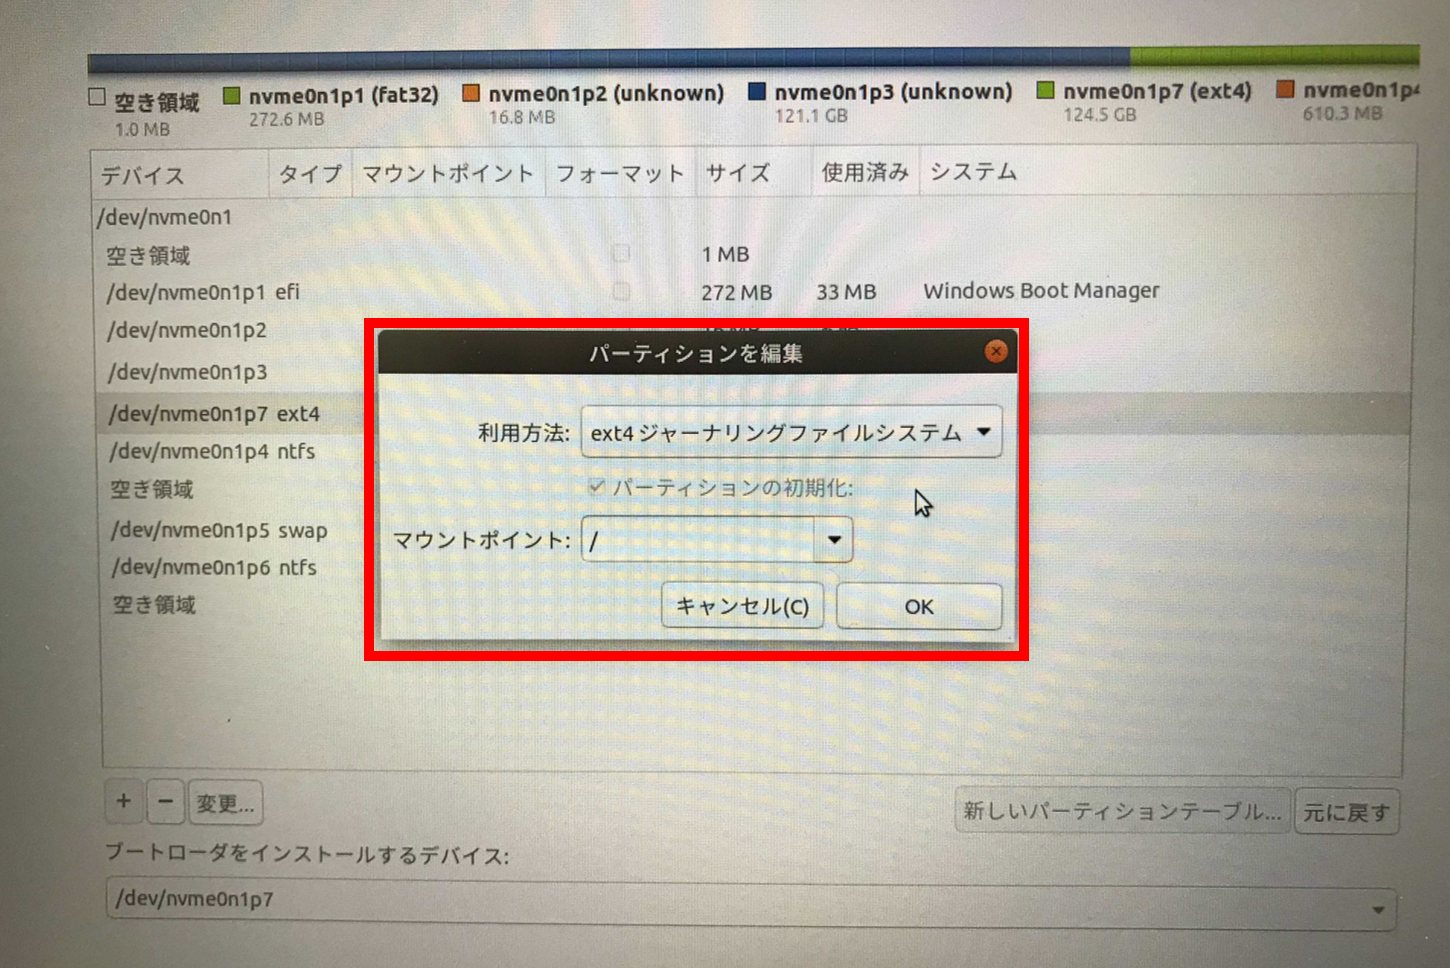 空き領域 nvme0n1p1 (fat32) nvme0n1p2 (unknown) nvme0n1p3 (unknown) nvme0n1p7 (ext4) nvme0n1p4
1.0 MB 272.6 MB 16.8 MB 121.1 GB 124.5 GB 610.3 MB
デバイス タイプ マウントポイント フォーマット サイズ 使用済み システム
/dev/nvme0n1
空き領域 1 MB
/dev/nvme0n1p1 efi 272 MB 33 MB Windows Boot Manager
/dev/nvme0n1p2
/dev/nvme0n1p3
/dev/nvme0n1p7 ext4
/dev/nvme0n1p4 ntfs
空き領域
/dev/nvme0n1p5 swap
/dev/nvme0n1p6 ntfs
空き領域
パーティションを編集
利用方法: ext4 ジャーナリングファイルシステム
パーティションの初期化:
マウントポイント: /
キャンセル(C) OK
+ − 変更... 新しいパーティションテーブル... 元に戻す
ブートローダをインストールするデバイス:
/dev/nvme0n1p7